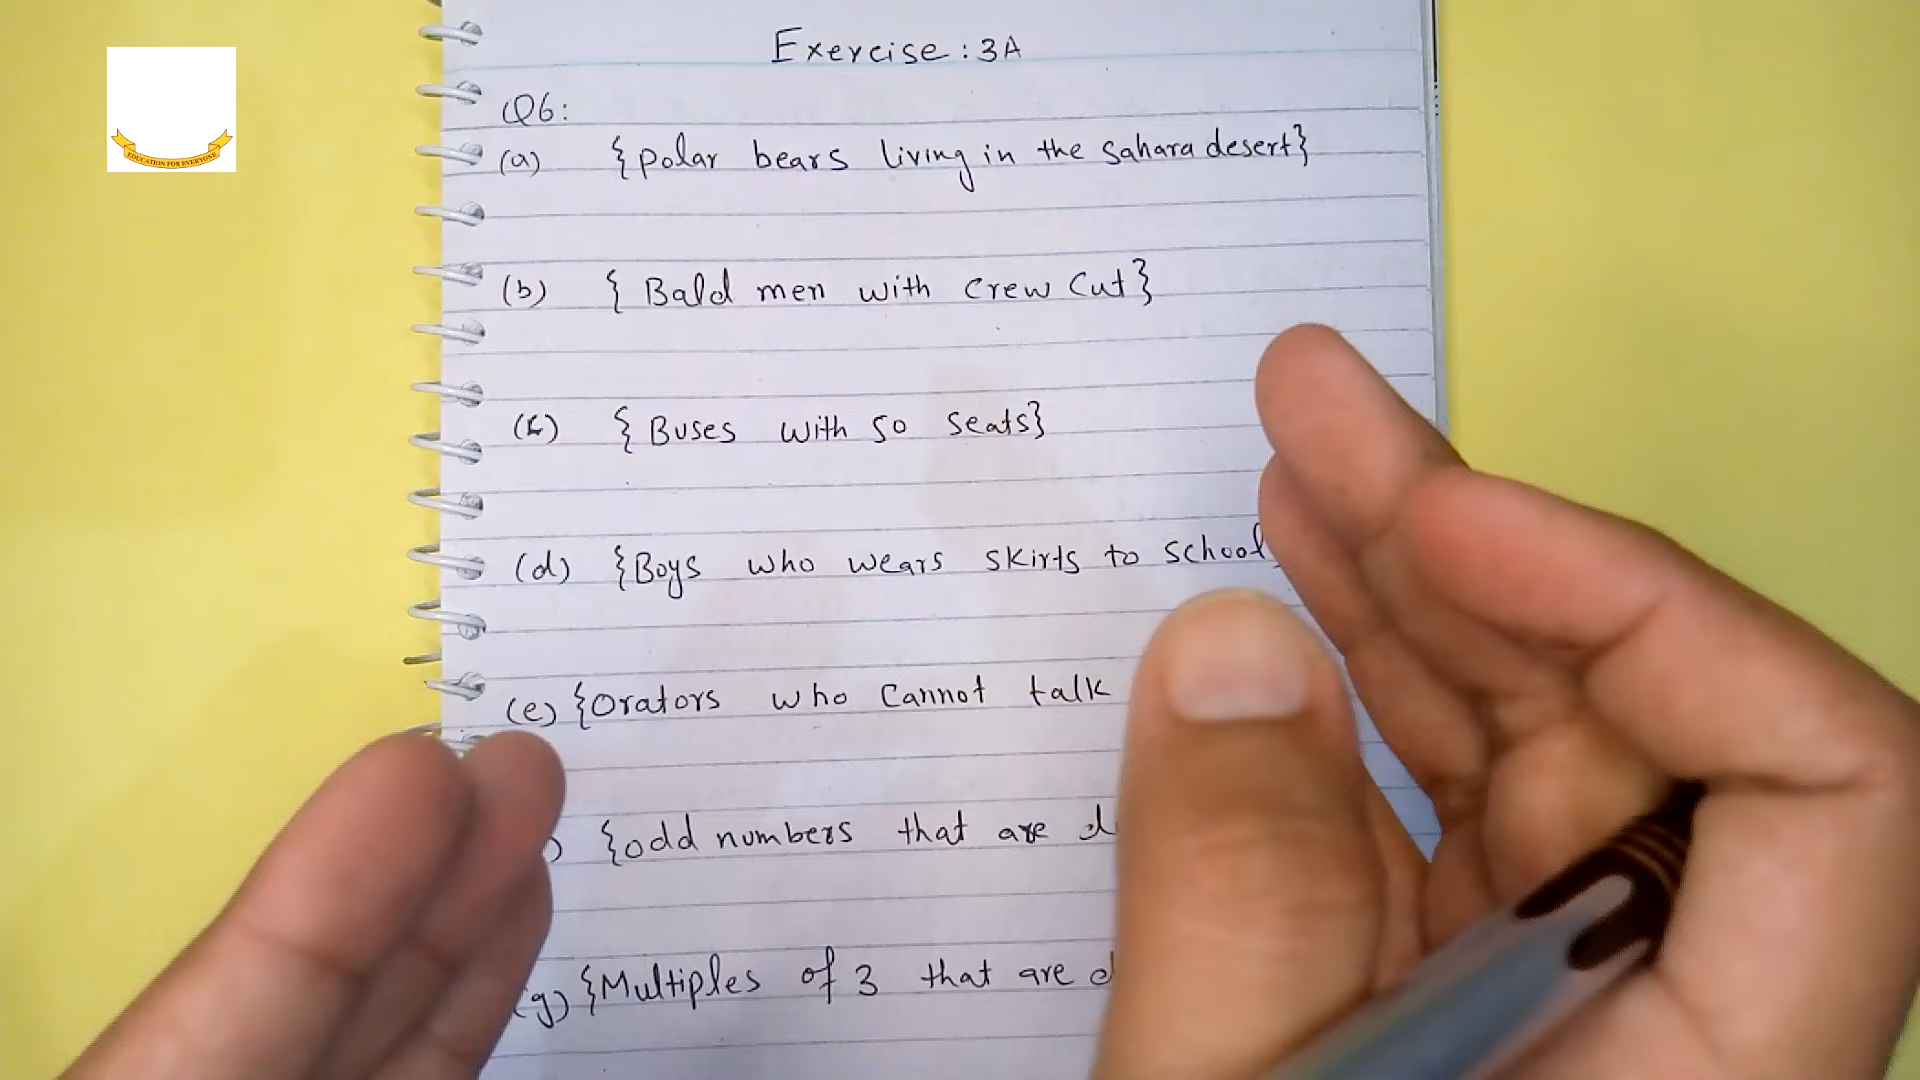 EDUCATION FOR EVERYONE
Exercise: 3A
Q6:
(a) {polar bears living in the sahara desert}
(b) {Bald men with crew cut}
(c) {Buses with 50 seats}
(d) {Boys who wears skirts to school
(e) {Orators who cannot talk
) {odd numbers that are d
(g) {Multiples of 3 that are d